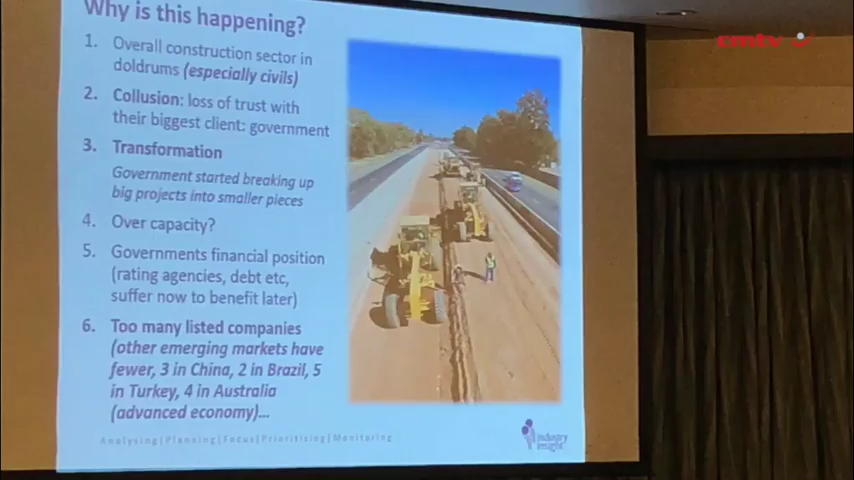 Why is this happening?
cmtv
1. Overall construction sector in
doldrums (especially civils)
2. Collusion: loss of trust with
their biggest client: government
3. Transformation
Government started breaking up
big projects into smaller pieces
4. Over capacity?
5. Governments financial position
(rating agencies, debt etc,
suffer now to benefit later)
6. Too many listed companies
(other emerging markets have
fewer, 3 in China, 2 in Brazil, 5
in Turkey, 4 in Australia
(advanced economy)...
Analysing|Planning|Focus|Prioritising|Monitoring
industry
insight